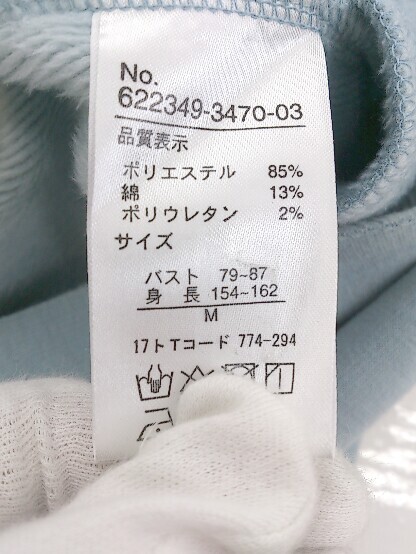 No.
622349-3470-03
品質表示
ポリエステル 85%
綿 13%
ポリウレタン 2%
サイズ
バスト 79~87
身長 154~162
M
17トTコード 774-294